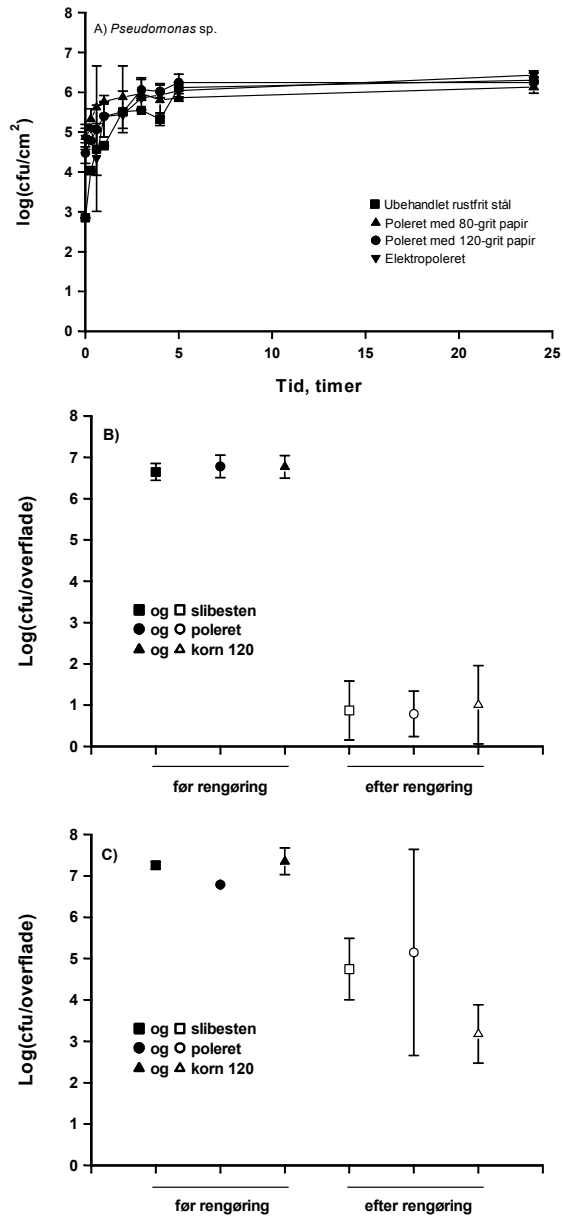 A) Pseudomonas sp.
8
7
6
5
4
3
2
1
0
log(cfu/cm²)
Ubehandlet rustfrit stål
Poleret med 80-grit papir
Poleret med 120-grit papir
Elektropoleret
0 5 10 15 20 25
Tid, timer
B)
8
7
6
5
4
3
2
1
0
Log(cfu/overflade)
og slibesten
og poleret
og korn 120
før rengøring efter rengøring
C)
8
7
6
5
4
3
2
1
0
Log(cfu/overflade)
og slibesten
og poleret
og korn 120
før rengøring efter rengøring